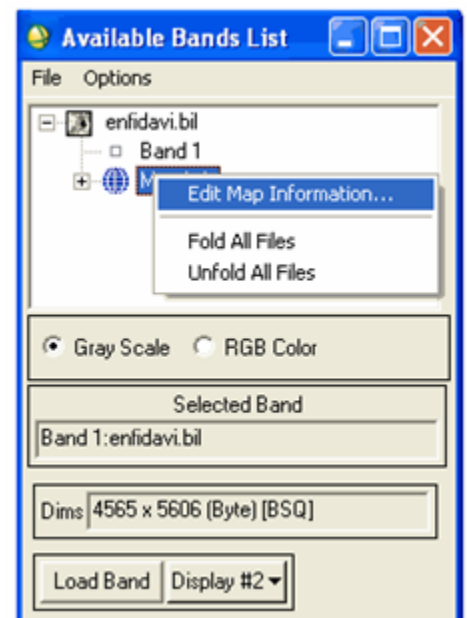 Available Bands List
File Options
enfidavi.bil
Band 1
Edit Map Information...
Fold All Files
Unfold All Files
Gray Scale RGB Color
Selected Band
Band 1:enfidavi.bil
Dims 4565 x 5606 (Byte) [BSQ]
Load Band Display #2